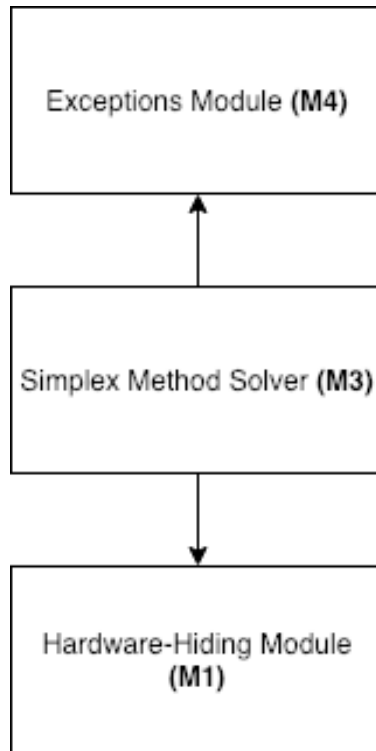 Exceptions Module (M4)
Simplex Method Solver (M3)
Hardware-Hiding Module
(M1)